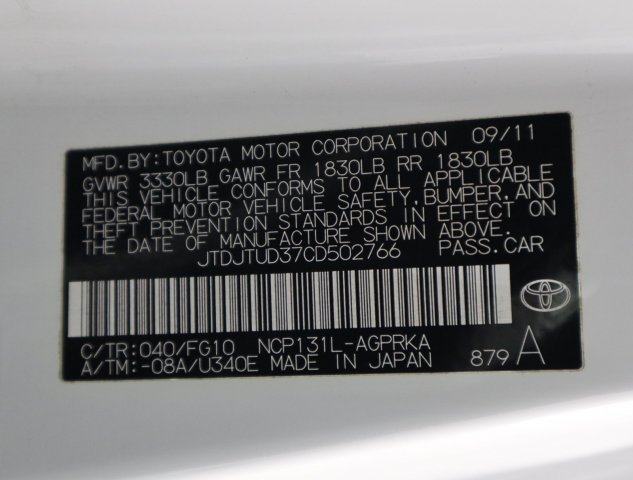 MFD.BY:TOYOTA MOTOR CORPORATION 09/11
GVWR 3330LB GAWR FR 1830LB RR 1830LB
THIS VEHICLE CONFORMS TO ALL APPLICABLE
FEDERAL MOTOR VEHICLE SAFETY,BUMPER,AND
THEFT PREVENTION STANDARDS IN EFFECT ON
THE DATE OF MANUFACTURE SHOWN ABOVE.
JTDJTUD37CD502766 PASS.CAR
C/TR:040/FG10 NCP131L-AGPRKA
A/TM:-08A/U340E MADE IN JAPAN 879 A